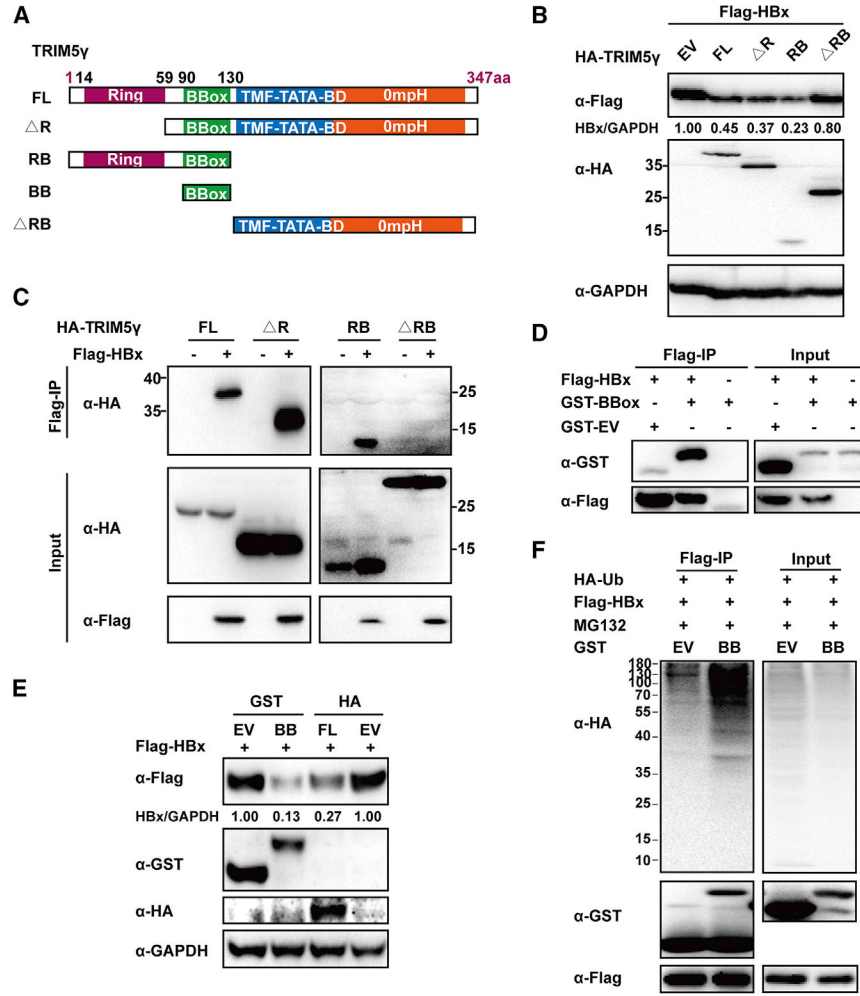 A
TRIM5γ
1 14 59 90 130 347aa
FL Ring BBox TMF-TATA-BD 0mpH
△R BBox TMF-TATA-BD 0mpH
RB Ring BBox
BB BBox
△RB TMF-TATA-BD 0mpH
B
Flag-HBx
HA-TRIM5γ EV FL △R RB △RB
α-Flag
HBx/GAPDH 1.00 0.45 0.37 0.23 0.80
α-HA
35
25
15
α-GAPDH
C
HA-TRIM5γ FL △R RB △RB
Flag-HBx - + - + - + - +
Flag-IP
α-HA
40
35
25
15
Input
α-HA
25
15
α-Flag
D
Flag-IP Input
Flag-HBx + + - + + -
GST-BBox - + + - + +
GST-EV + - - + - -
α-GST
α-Flag
E
GST HA
EV BB FL EV
Flag-HBx + + + +
α-Flag
HBx/GAPDH 1.00 0.13 0.27 1.00
α-GST
α-HA
α-GAPDH
F
Flag-IP Input
HA-Ub + + + +
Flag-HBx + + + +
MG132 + + + +
GST EV BB EV BB
α-HA
180
130
100
70
55
40
35
25
15
10
α-GST
α-Flag